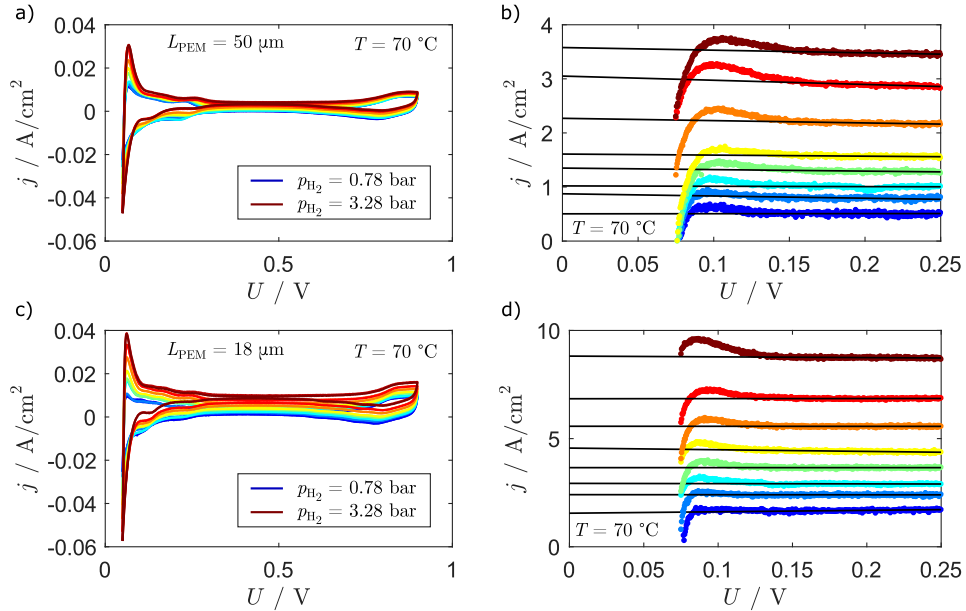 a)
0.04
0.02
0
-0.02
-0.04
-0.06
j / A/cm²
L_PEM = 50 µm
T = 70 °C
p_H₂ = 0.78 bar
p_H₂ = 3.28 bar
0
0.5
1
U / V
b)
4
3
2
1
0
j / A/cm²
T = 70 °C
0
0.05
0.1
0.15
0.2
0.25
U / V
c)
0.04
0.02
0
-0.02
-0.04
-0.06
j / A/cm²
L_PEM = 18 µm
T = 70 °C
p_H₂ = 0.78 bar
p_H₂ = 3.28 bar
0
0.5
1
U / V
d)
10
5
0
j / A/cm²
T = 70 °C
0
0.05
0.1
0.15
0.2
0.25
U / V